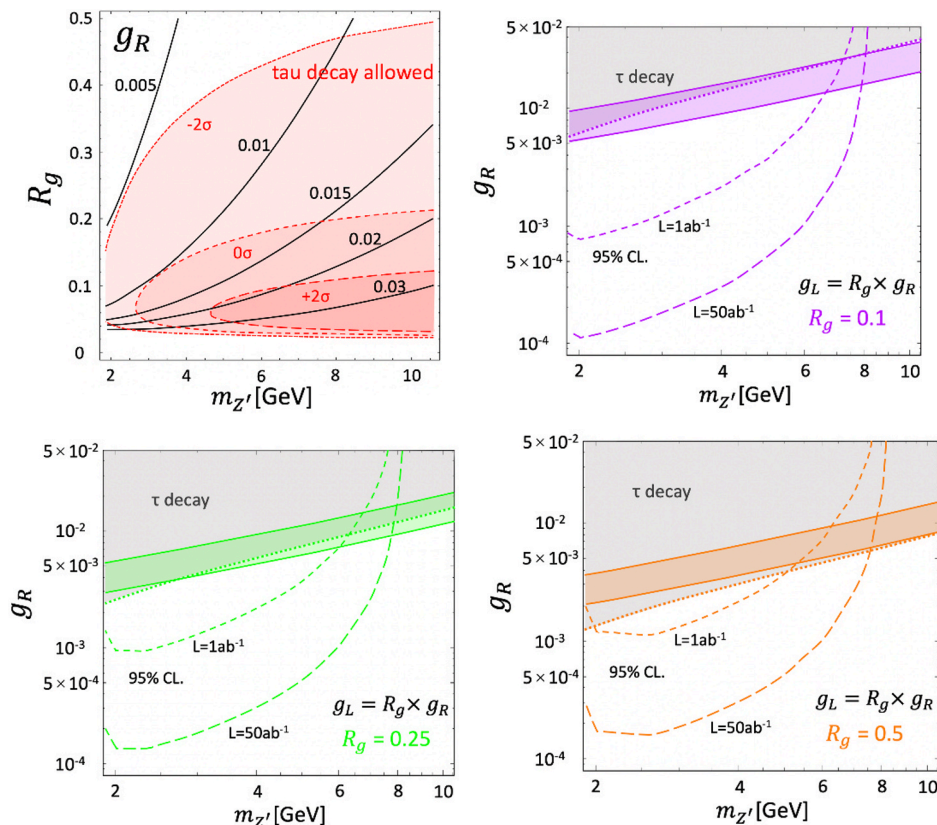 0.5
0.4
0.3
0.2
0.1
0
R_g
g_R
0.005
tau decay allowed
-2σ
0.01
0.015
0σ
0.02
+2σ
0.03
2 4 6 8 10
m_Z' [GeV]
5×10⁻²
10⁻²
5×10⁻³
10⁻³
5×10⁻⁴
10⁻⁴
g_R
τ decay
L=1ab⁻¹
95% CL.
L=50ab⁻¹
g_L = R_g × g_R
R_g = 0.1
2 4 6 8 10
m_Z' [GeV]
5×10⁻²
10⁻²
5×10⁻³
10⁻³
5×10⁻⁴
10⁻⁴
g_R
τ decay
L=1ab⁻¹
95% CL.
L=50ab⁻¹
g_L = R_g × g_R
R_g = 0.25
2 4 6 8 10
m_Z' [GeV]
5×10⁻²
10⁻²
5×10⁻³
10⁻³
5×10⁻⁴
10⁻⁴
g_R
τ decay
L=1ab⁻¹
95% CL.
L=50ab⁻¹
g_L = R_g × g_R
R_g = 0.5
2 4 6 8 10
m_Z' [GeV]